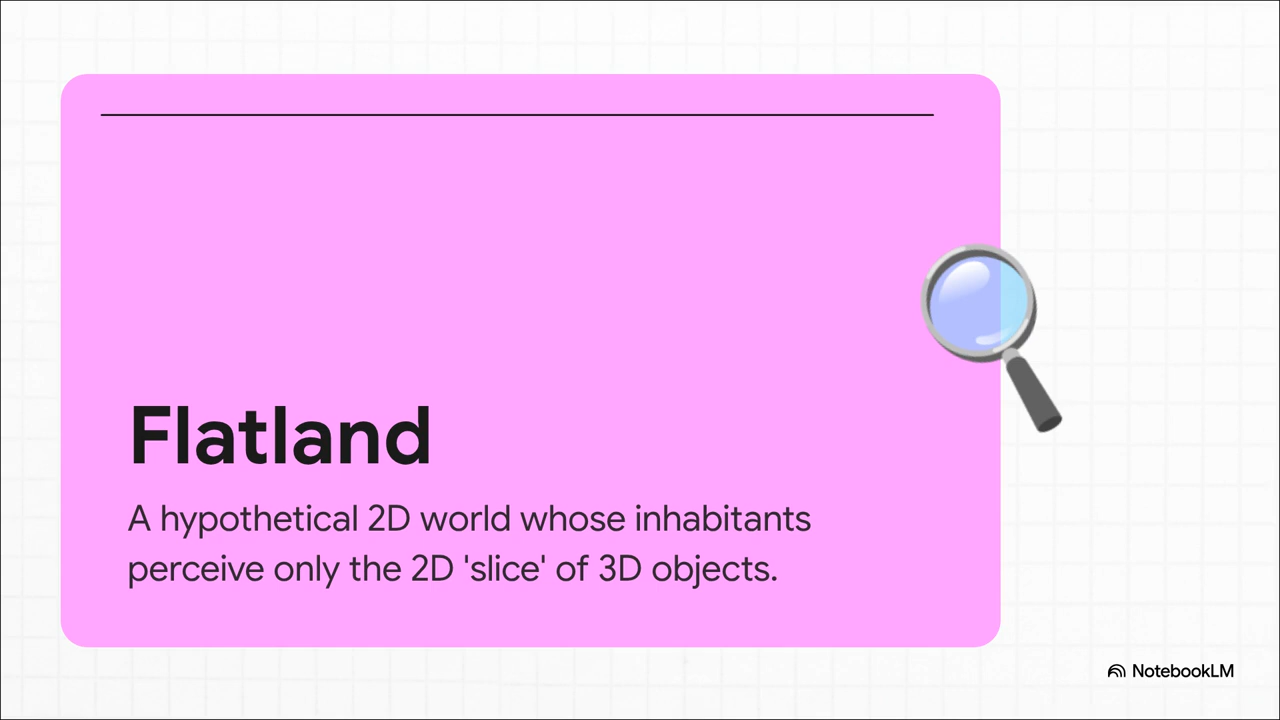 Flatland
A hypothetical 2D world whose inhabitants
perceive only the 2D 'slice' of 3D objects.
NotebookLM